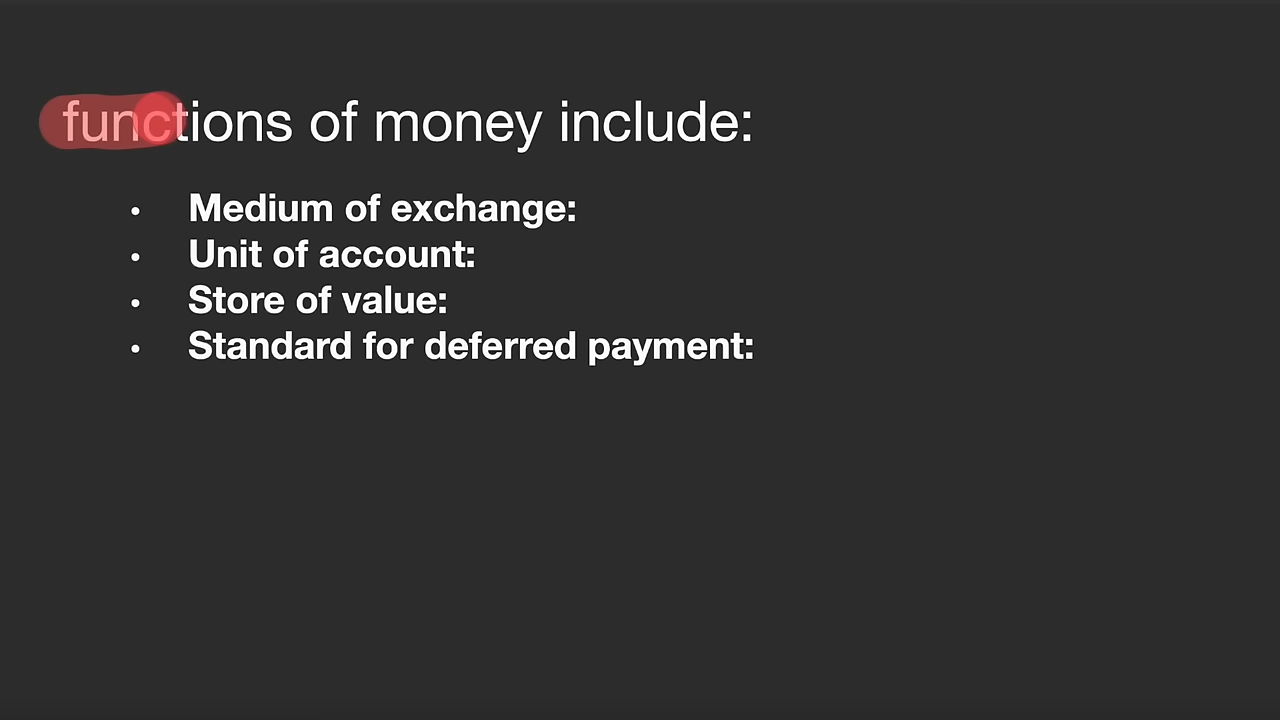 functions of money include:
• Medium of exchange:
• Unit of account:
• Store of value:
• Standard for deferred payment: